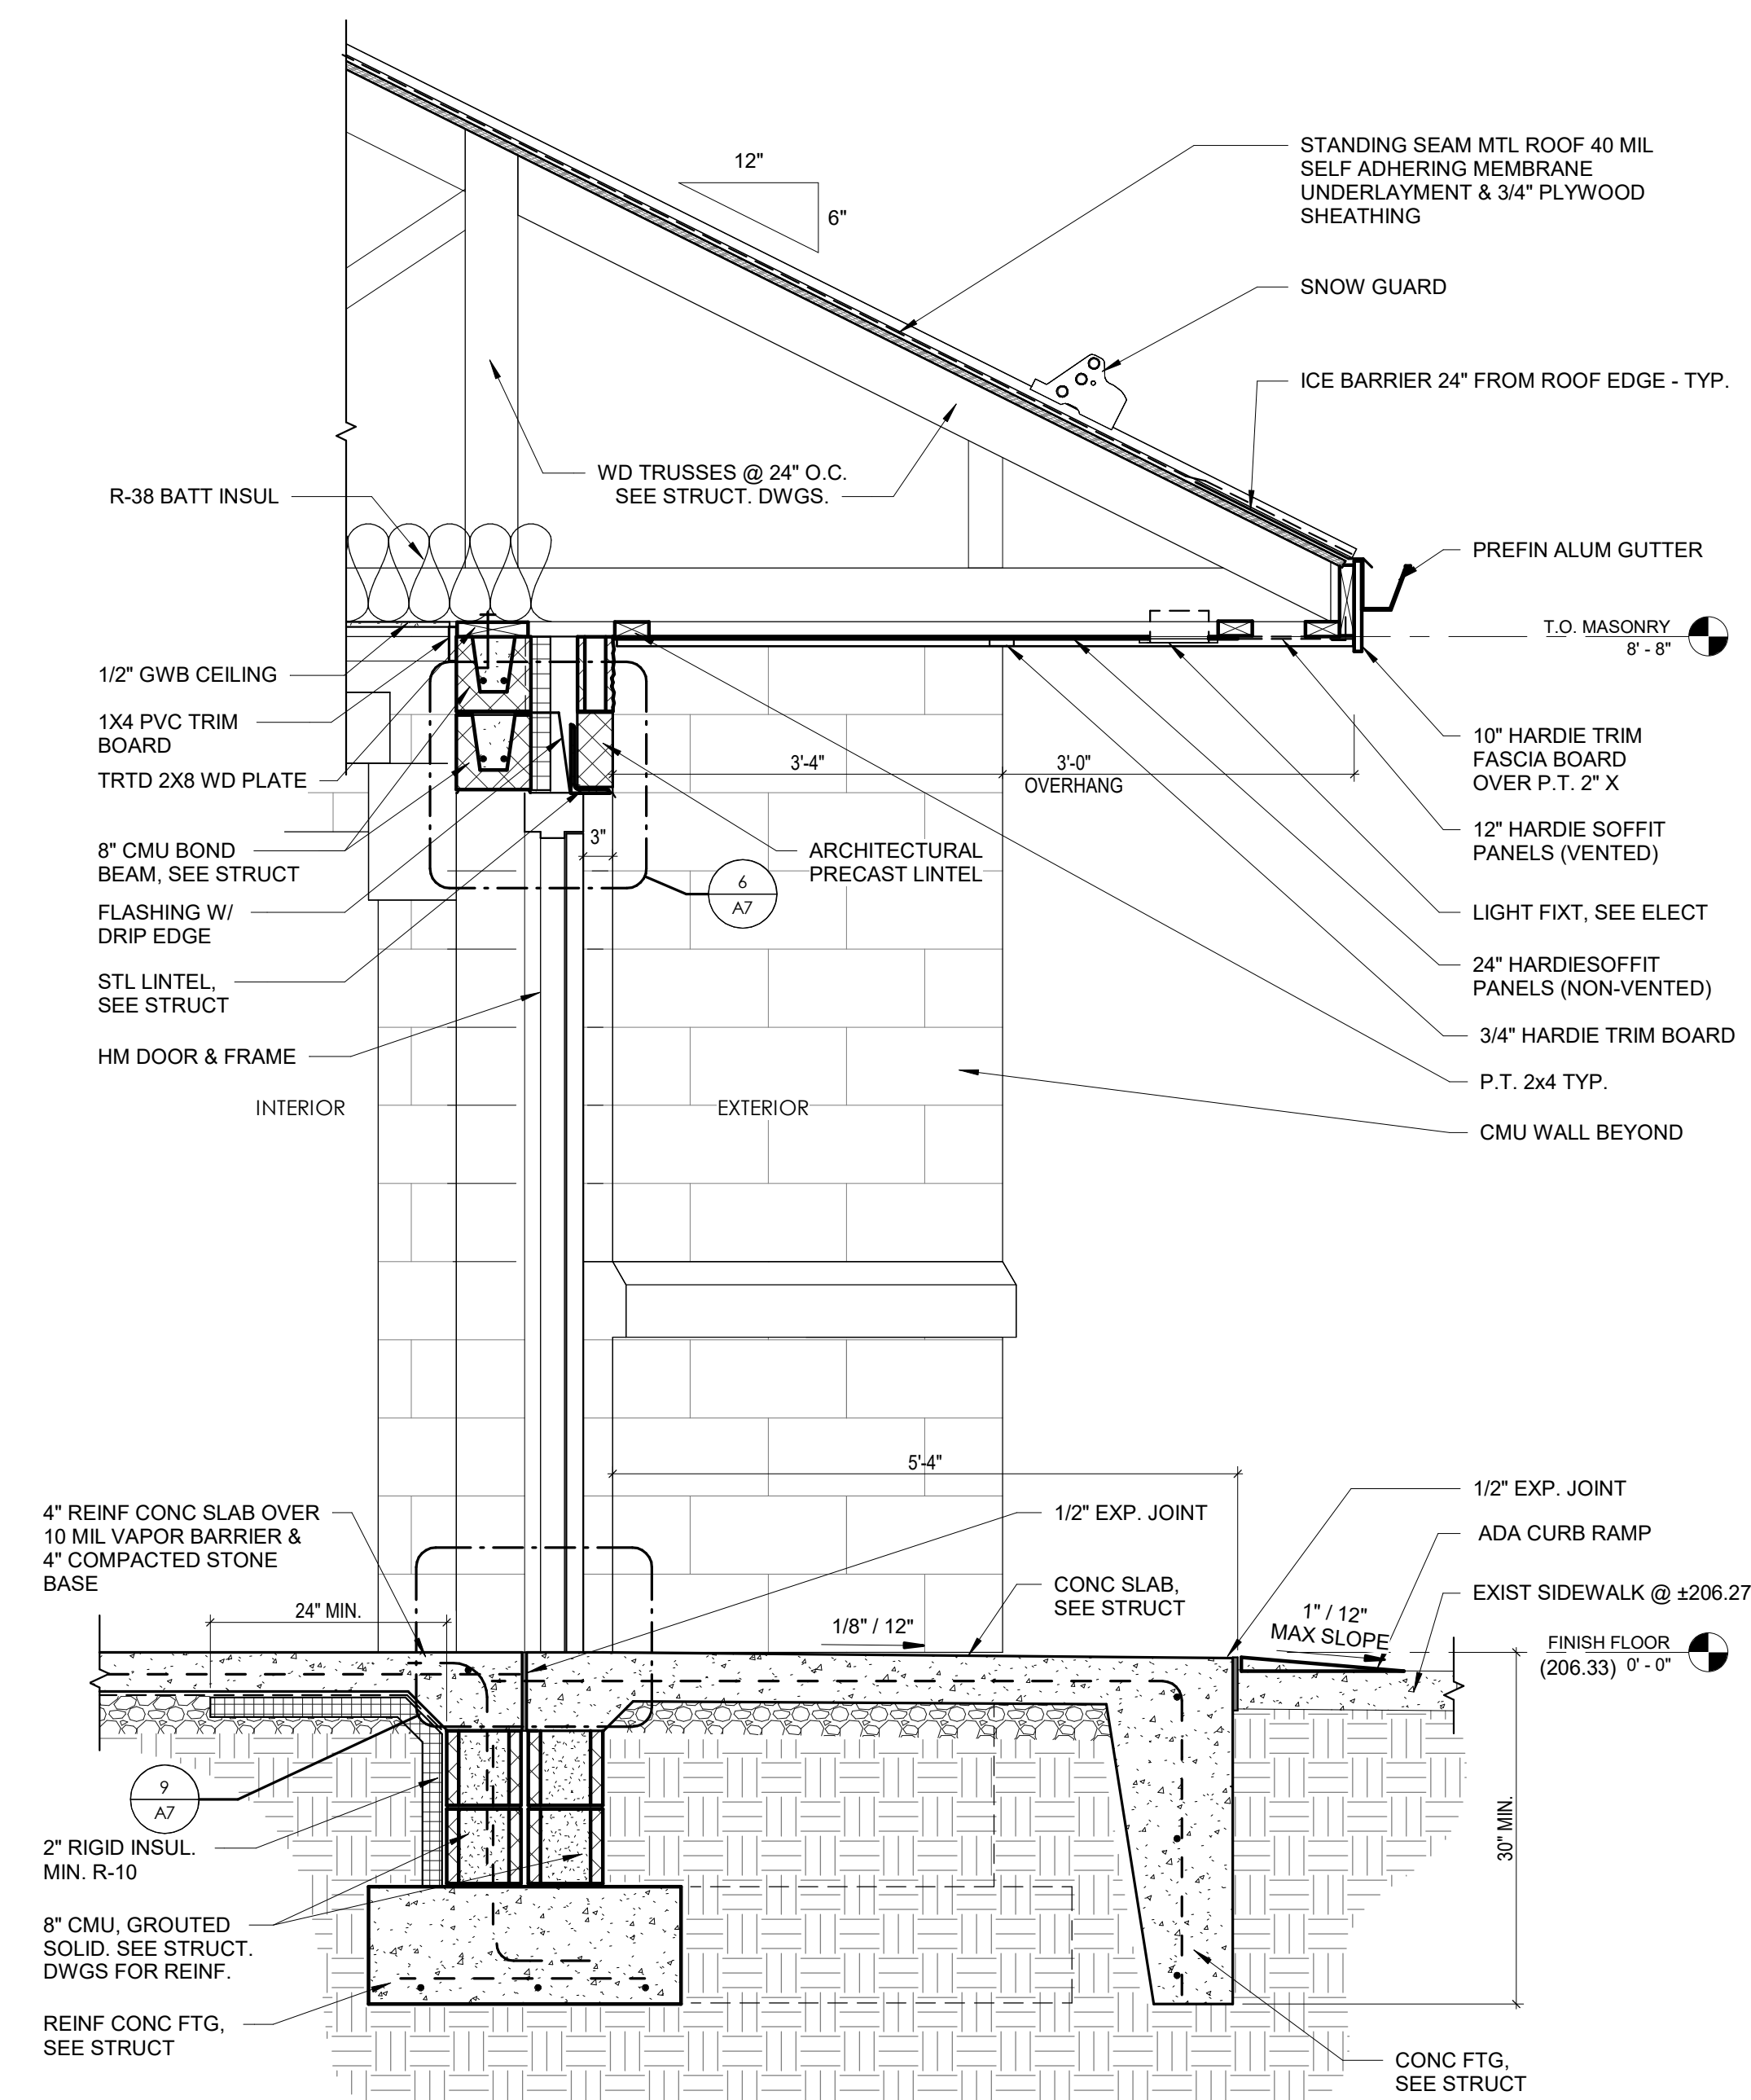 12"
6"
STANDING SEAM MTL ROOF 40 MIL
SELF ADHERING MEMBRANE
UNDERLAYMENT & 3/4" PLYWOOD
SHEATHING
SNOW GUARD
ICE BARRIER 24" FROM ROOF EDGE - TYP.
WD TRUSSES @ 24" O.C.
SEE STRUCT. DWGS.
R-38 BATT INSUL
PREFIN ALUM GUTTER
T.O. MASONRY
8' - 8"
1/2" GWB CEILING
1X4 PVC TRIM
BOARD
TRTD 2X8 WD PLATE
8" CMU BOND
BEAM, SEE STRUCT
FLASHING W/
DRIP EDGE
STL LINTEL,
SEE STRUCT
HM DOOR & FRAME
3'-4"
3'-0"
OVERHANG
3"
ARCHITECTURAL
PRECAST LINTEL
6
A7
10" HARDIE TRIM
FASCIA BOARD
OVER P.T. 2" X
12" HARDIE SOFFIT
PANELS (VENTED)
LIGHT FIXT, SEE ELECT
24" HARDIESOFFIT
PANELS (NON-VENTED)
3/4" HARDIE TRIM BOARD
P.T. 2x4 TYP.
CMU WALL BEYOND
INTERIOR
EXTERIOR
5'-4"
4" REINF CONC SLAB OVER
10 MIL VAPOR BARRIER &
4" COMPACTED STONE
BASE
24" MIN.
1/2" EXP. JOINT
CONC SLAB,
SEE STRUCT
1/8" / 12"
1/2" EXP. JOINT
ADA CURB RAMP
EXIST SIDEWALK @ ±206.27
1" / 12"
MAX SLOPE
FINISH FLOOR
(206.33) 0' - 0"
30" MIN.
9
A7
2" RIGID INSUL.
MIN. R-10
8" CMU, GROUTED
SOLID. SEE STRUCT.
DWGS FOR REINF.
REINF CONC FTG,
SEE STRUCT
CONC FTG,
SEE STRUCT